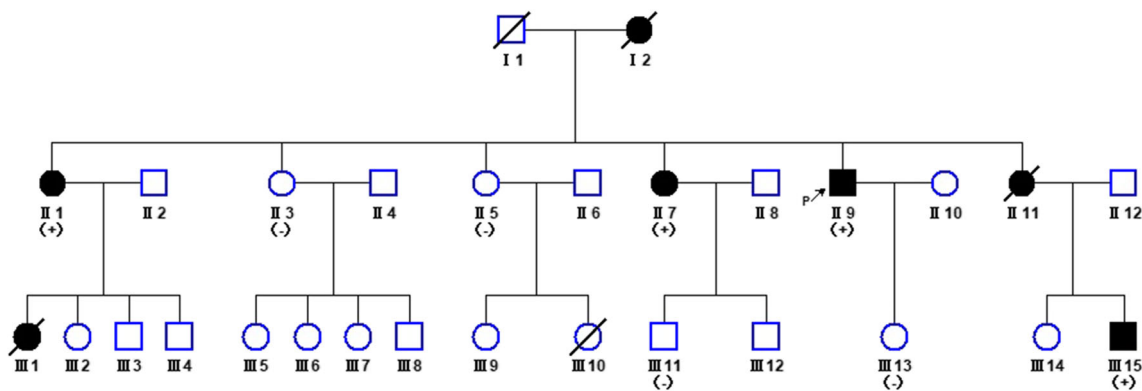 Ⅰ 1 Ⅰ 2
P
Ⅱ 1 Ⅱ 2 Ⅱ 3 Ⅱ 4 Ⅱ 5 Ⅱ 6 Ⅱ 7 Ⅱ 8 Ⅱ 9 Ⅱ 10 Ⅱ 11 Ⅱ 12
(+) (-) (-) (+) (+)
Ⅲ 1 Ⅲ 2 Ⅲ 3 Ⅲ 4 Ⅲ 5 Ⅲ 6 Ⅲ 7 Ⅲ 8 Ⅲ 9 Ⅲ 10 Ⅲ 11 Ⅲ 12 Ⅲ 13 Ⅲ 14 Ⅲ 15
(-) (-) (+)